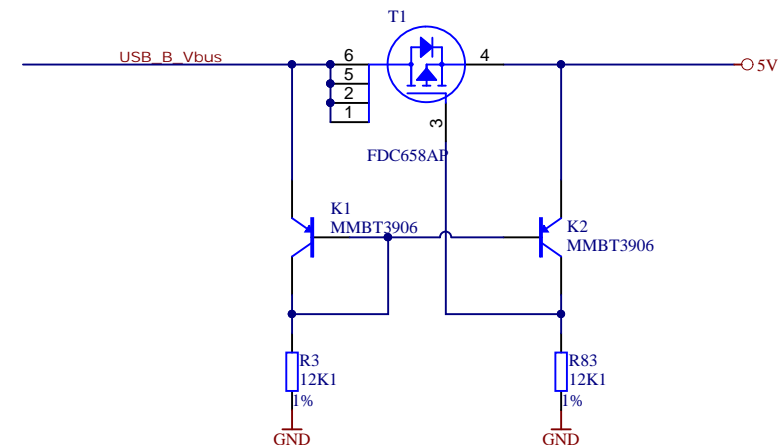 T1
USB_B_Vbus
6
5
2
1
4
3
5V
FDC658AP
K1
MMBT3906
K2
MMBT3906
R3
12K1
1%
R83
12K1
1%
GND
GND